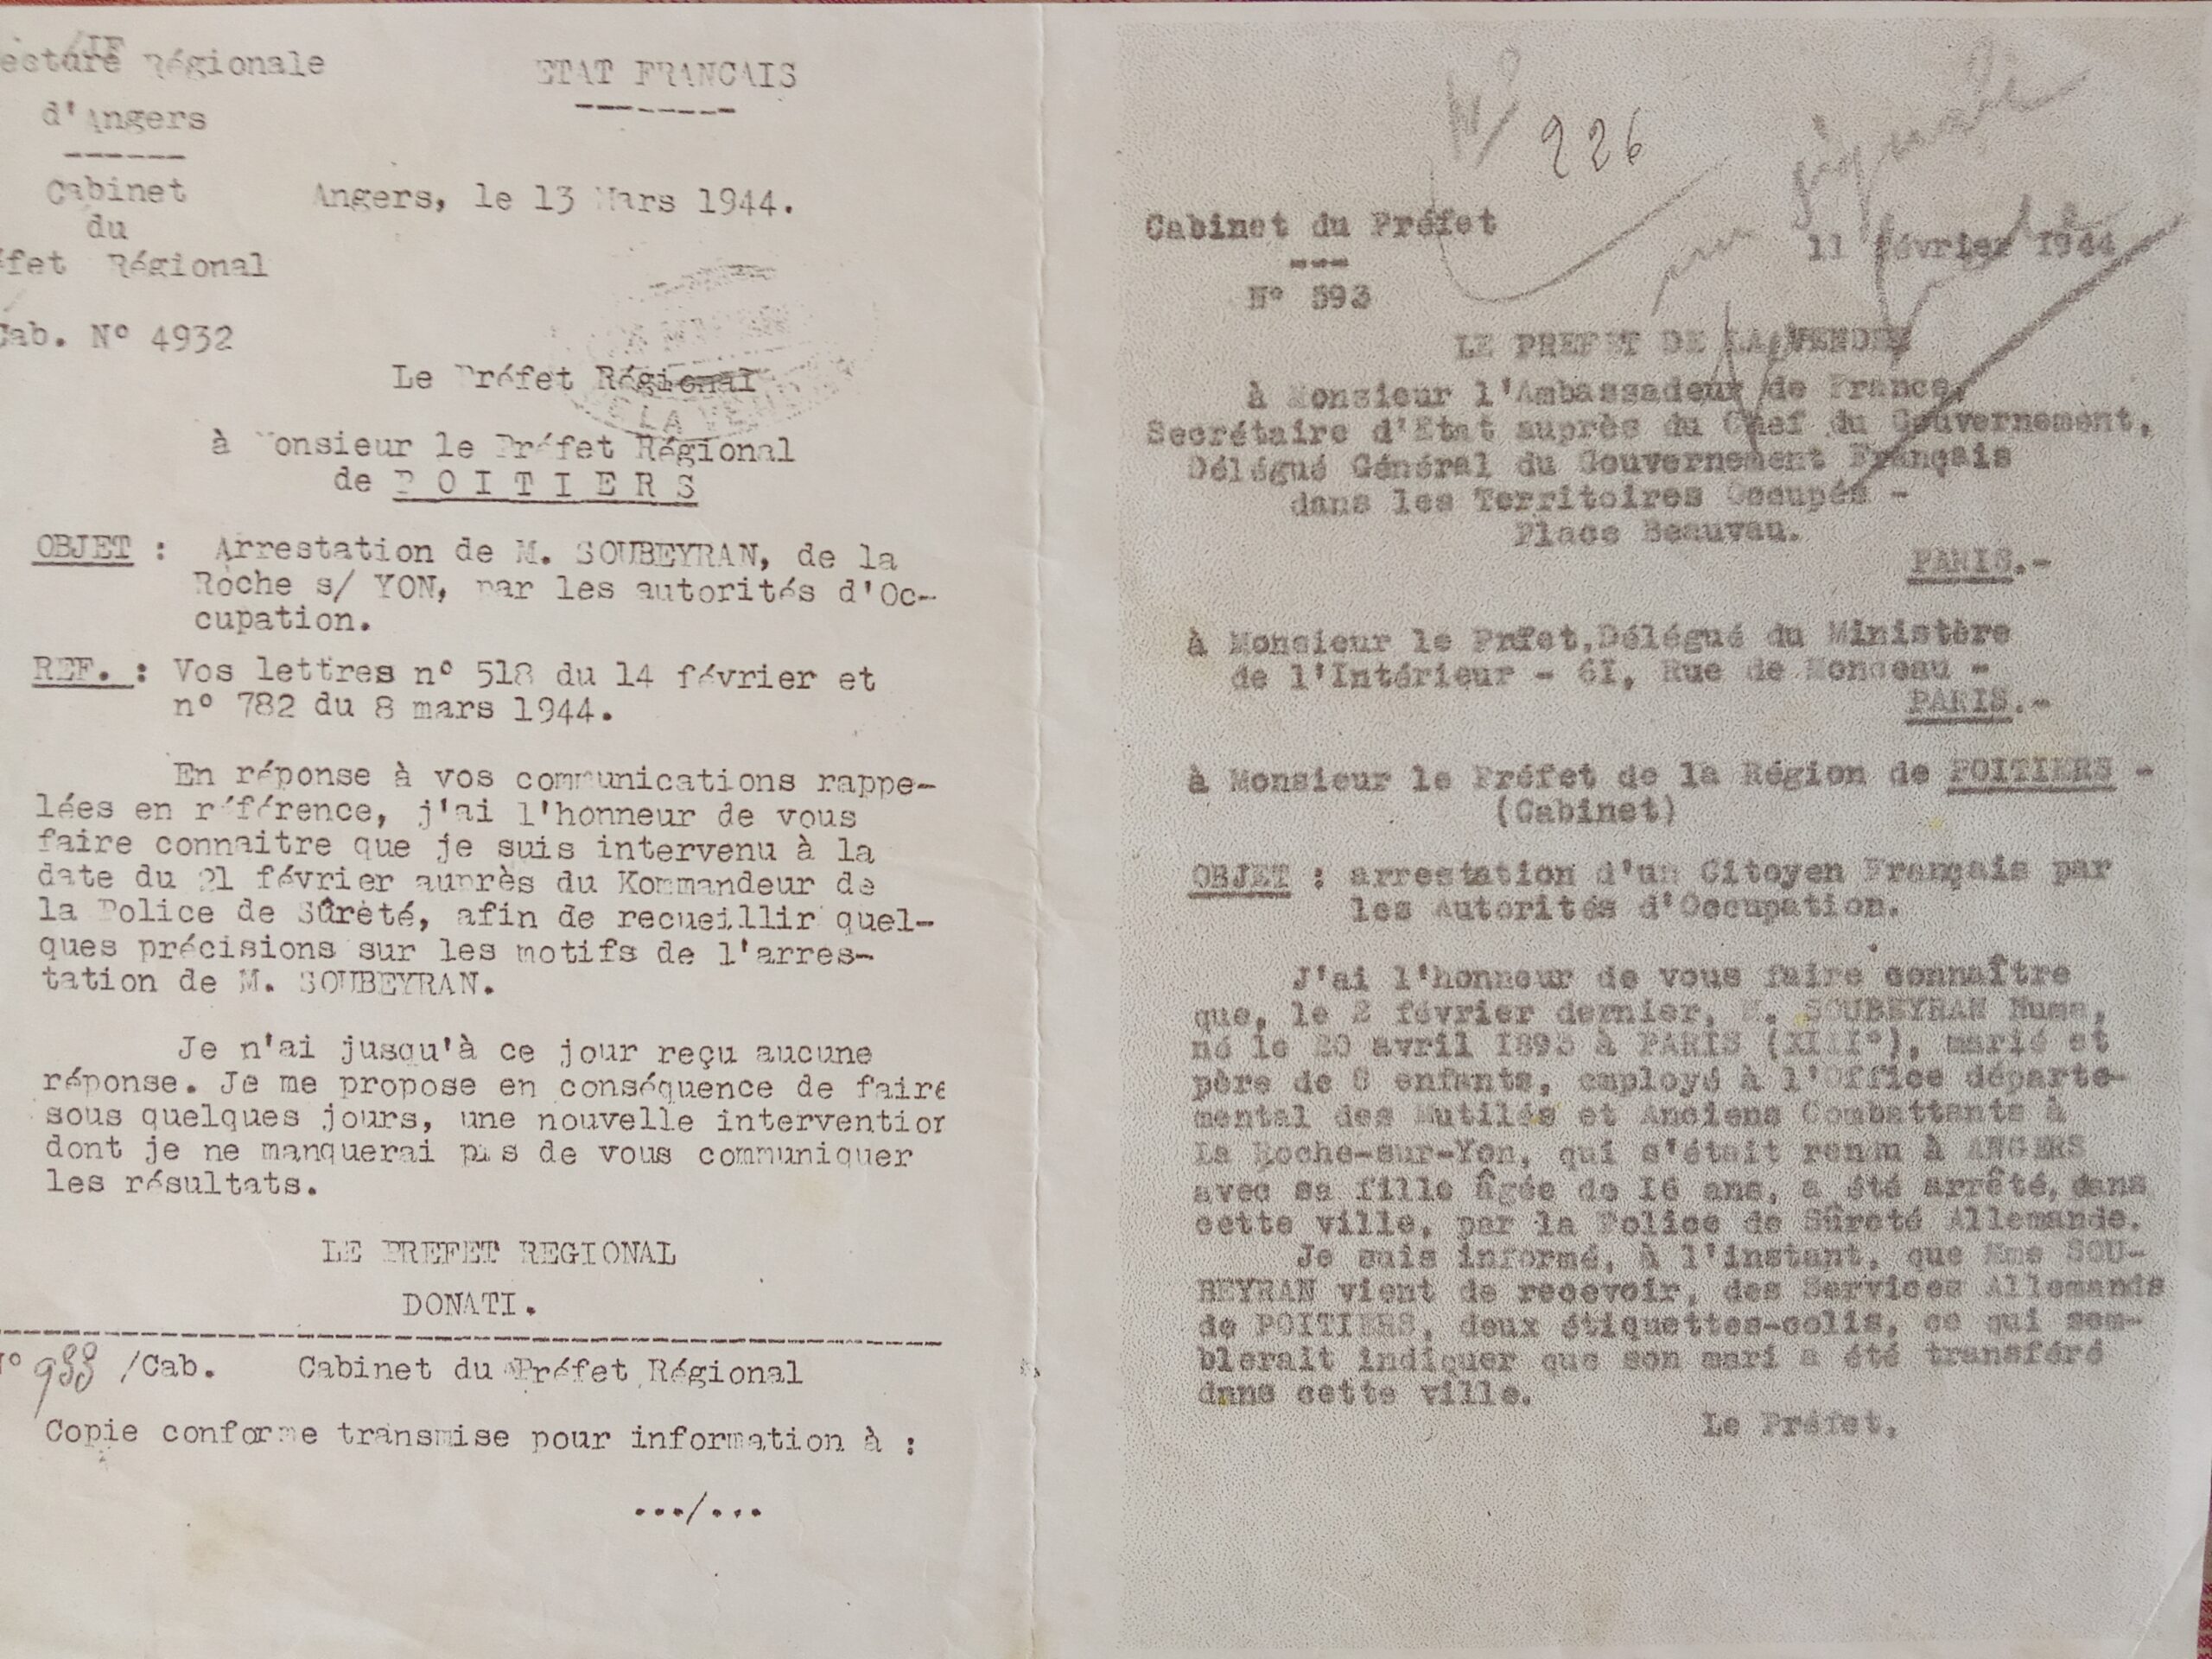 /JF
ecture Régionale
d'Angers
Cabinet
du
éfet Régional
Cab. N° 4932
ETAT FRANCAIS
Angers, le 13 Mars 1944.
Le Préfet Régional
LA VEN
à Monsieur le Préfet Régional
de P O I T I E R S
OBJET : Arrestation de M. SOUBEYRAN, de la
Roche s/ YON, par les autorités d'Oc-
cupation.
REF. : Vos lettres n° 518 du 14 février et
n° 782 du 8 mars 1944.
En réponse à vos communications rappe-
lées en référence, j'ai l'honneur de vous
faire connaitre que je suis intervenu à la
date du 21 février auprès du Kommandeur de
la Police de Sûreté, afin de recueillir quel-
ques précisions sur les motifs de l'arres-
tation de M. SOUBEYRAN.
Je n'ai jusqu'à ce jour reçu aucune
réponse. Je me propose en conséquence de faire
sous quelques jours, une nouvelle intervention
dont je ne manquerai pas de vous communiquer
les résultats.
LE PREFET REGIONAL
DONATI.
N° 933 /Cab. Cabinet du Préfet Régional
Copie conforme transmise pour information à :
.../...
N° 226
Cabinet du Préfet
N° 593
11 février 1944
LE PREFET DE LA VENDEE
à Monsieur l'Ambassadeur de France,
Secrétaire d'Etat auprès du Chef du Gouvernement,
Délégué Général du Gouvernement Français
dans les Territoires Occupés -
Place Beauvau.
PARIS.-
à Monsieur le Prfet,Délégué du Ministère
de l'Intérieur - 61, Rue de Monceau -
PARIS.-
à Monsieur le Préfet de la Région de POITIERS -
(Cabinet)
OBJET : arrestation d'un Citoyen Français par
les Autorités d'Occupation.
J'ai l'honneur de vous faire connaître
que, le 2 février dernier, M. SOUBEYRAN Numa,
né le 20 avril 1893 à PARIS (XIII°), marié et
père de 8 enfants, employé à l'Office départe-
mental des Mutilés et Anciens Combattants à
La Roche-sur-Yon, qui s'était rendu à ANGERS
avec sa fille âgée de 16 ans, a été arrêté, dans
cette ville, par la Police de Sûreté Allemande.
Je suis informé, à l'instant, que Mme SOU-
BEYRAN vient de recevoir, des Services Allemands
de POITIERS, deux étiquettes-colis, ce qui sem-
blerait indiquer que son mari a été transféré
dans cette ville.
Le Préfet,